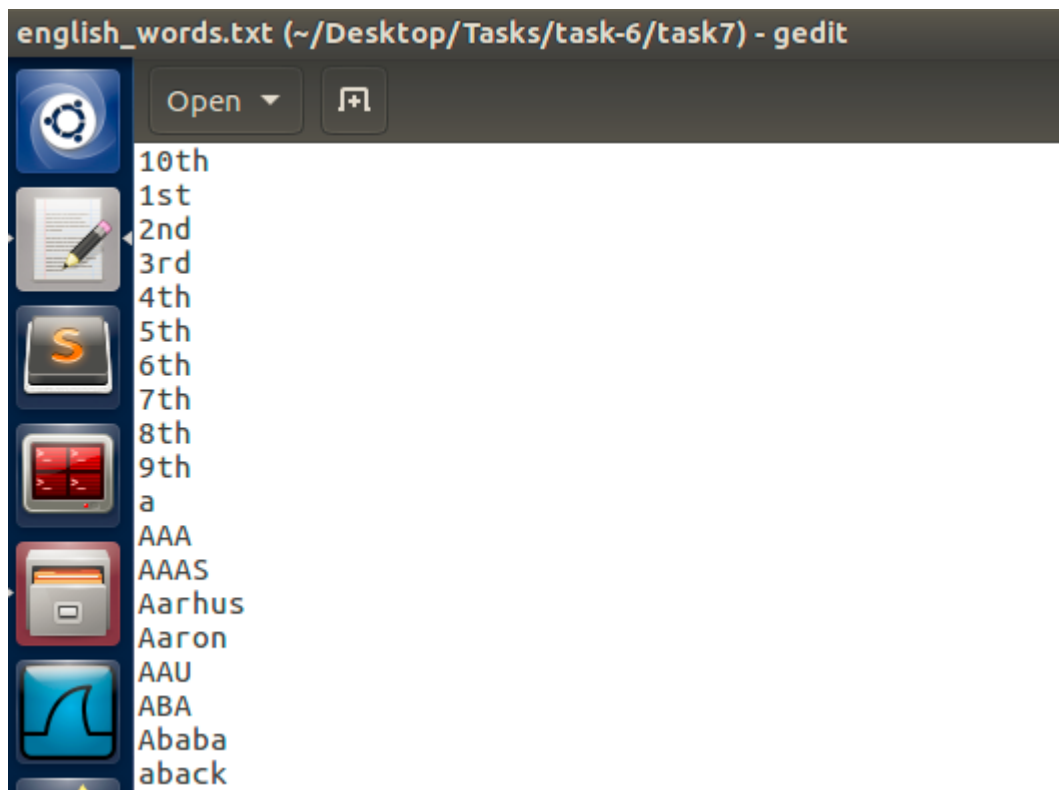 english_words.txt (~/Desktop/Tasks/task-6/task7) - gedit
Open
10th
1st
2nd
3rd
4th
5th
6th
7th
8th
9th
a
AAA
AAAS
Aarhus
Aaron
AAU
ABA
Ababa
aback
S